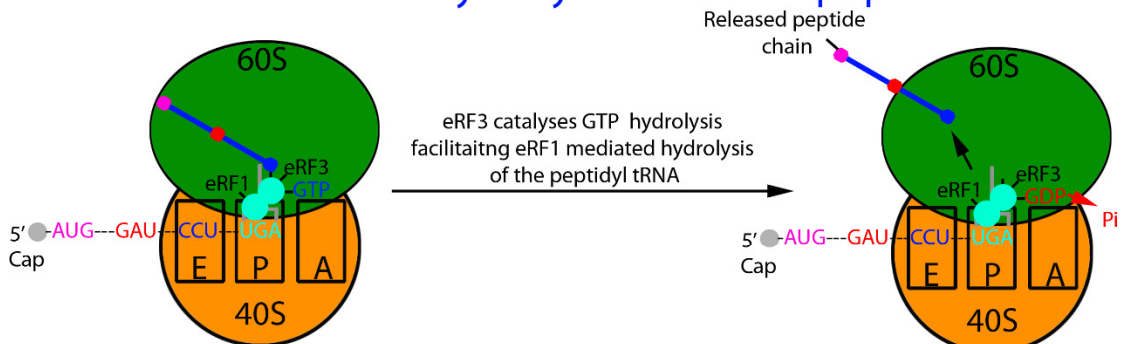 Released peptide
chain
60S
60S
eRF3 catalyses GTP hydrolysis
facilitaitng eRF1 mediated hydrolysis
of the peptidyl tRNA
eRF1
eRF3
GTP
eRF1
eRF3
GDP
Pi
5' AUG---GAU---CCU---UGA
Cap
E P A
40S
5' AUG---GAU---CCU---UGA
Cap
E P A
40S